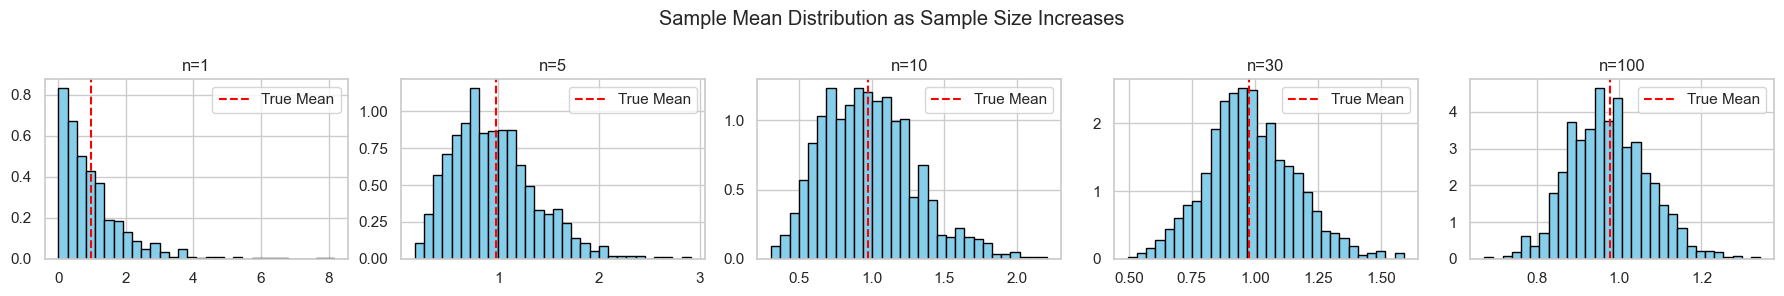 Sample Mean Distribution as Sample Size Increases
n=1
True Mean
0.8
0.6
0.4
0.2
0.0
0 2 4 6 8
n=5
True Mean
1.00
0.75
0.50
0.25
0.00
1 2 3
n=10
True Mean
1.0
0.5
0.0
0.5 1.0 1.5 2.0
n=30
True Mean
2
1
0
0.50 0.75 1.00 1.25 1.50
n=100
True Mean
4
3
2
1
0
0.8 1.0 1.2